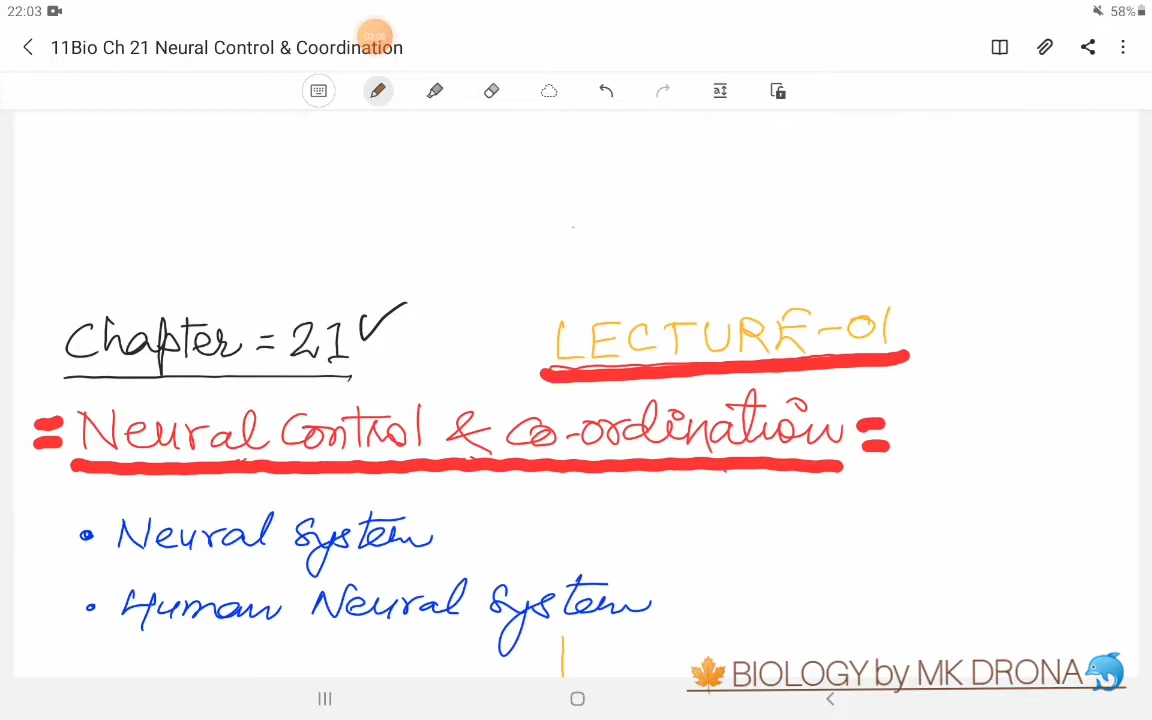 22:03 58%
11Bio Ch 21 Neural Control & Coordination
Chapter = 21 LECTURE-01
= Neural Control & Co-ordination =
• Neural system
• Human Neural system
BIOLOGY by MK DRONA